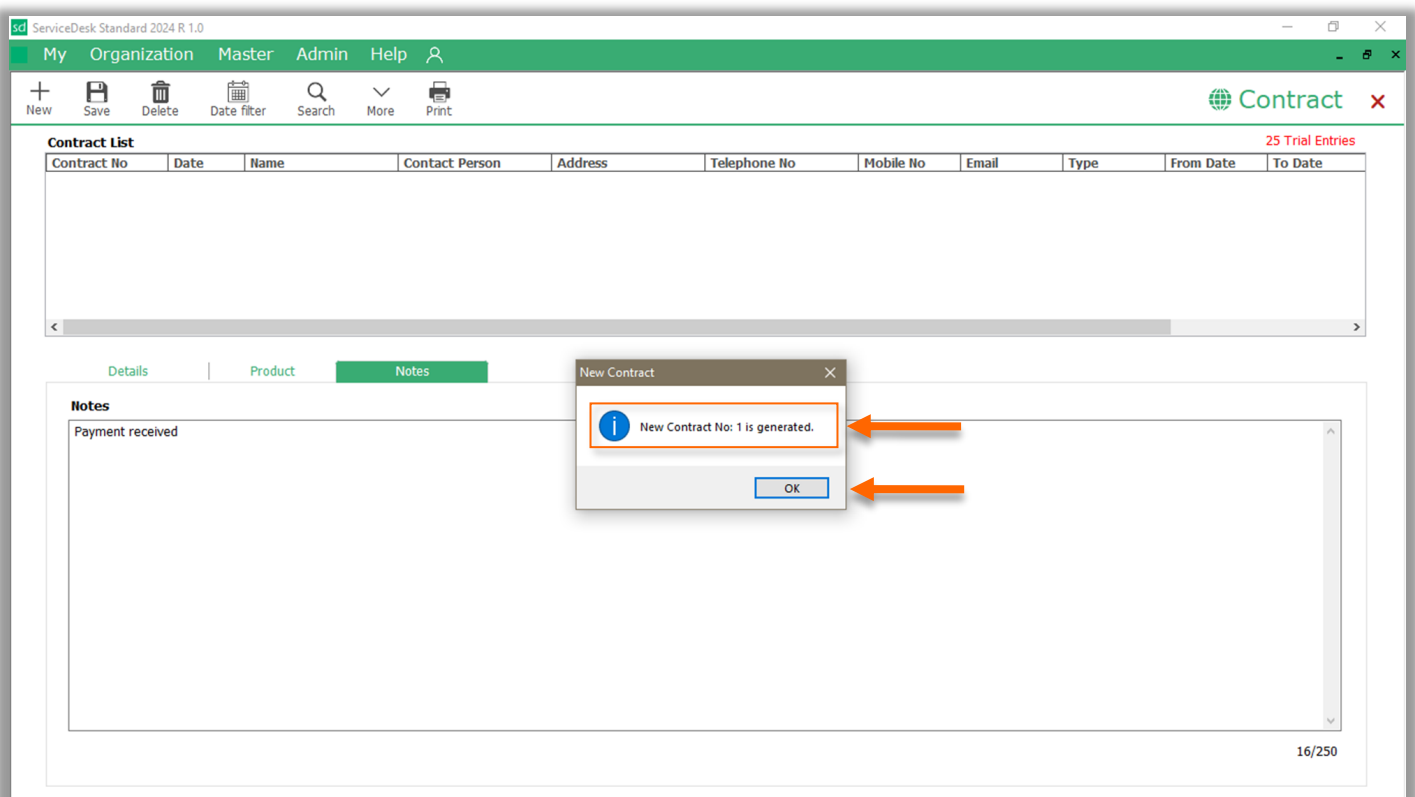 sd ServiceDesk Standard 2024 R 1.0
My Organization Master Admin Help
New Save Delete Date filter Search More Print
Contract
Contract List
25 Trial Entries
Contract No Date Name Contact Person Address Telephone No Mobile No Email Type From Date To Date
Details Product Notes
New Contract
Notes
Payment received
New Contract No: 1 is generated.
OK
16/250